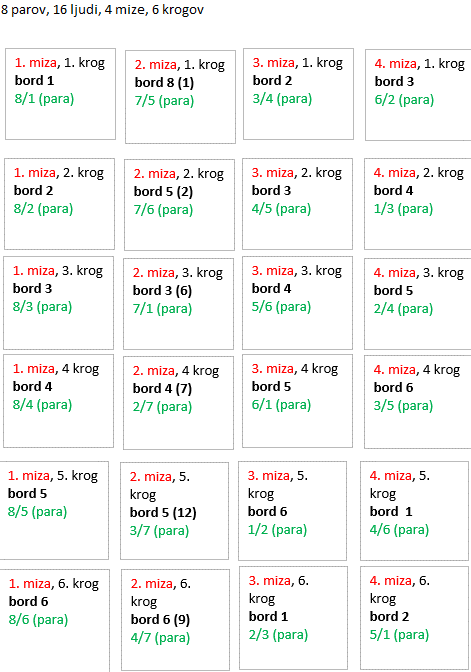 8 parov, 16 ljudi, 4 mize, 6 krogov
1. miza, 1. krog
bord 1
8/1 (para)
2. miza, 1. krog
bord 8 (1)
7/5 (para)
3. miza, 1. krog
bord 2
3/4 (para)
4. miza, 1. krog
bord 3
6/2 (para)
1. miza, 2. krog
bord 2
8/2 (para)
2. miza, 2. krog
bord 5 (2)
7/6 (para)
3. miza, 2. krog
bord 3
4/5 (para)
4. miza, 2. krog
bord 4
1/3 (para)
1. miza, 3. krog
bord 3
8/3 (para)
2. miza, 3. krog
bord 3 (6)
7/1 (para)
3. miza, 3. krog
bord 4
5/6 (para)
4. miza, 3. krog
bord 5
2/4 (para)
1. miza, 4 krog
bord 4
8/4 (para)
2. miza, 4 krog
bord 4 (7)
2/7 (para)
3. miza, 4 krog
bord 5
6/1 (para)
4. miza, 4 krog
bord 6
3/5 (para)
1. miza, 5. krog
bord 5
8/5 (para)
2. miza, 5.
krog
bord 5 (12)
3/7 (para)
3. miza, 5.
krog
bord 6
1/2 (para)
4. miza, 5.
krog
bord  1
4/6 (para)
1. miza, 6. krog
bord 6
8/6 (para)
2. miza, 6.
krog
bord 6 (9)
4/7 (para)
3. miza, 6.
krog
bord 1
2/3 (para)
4. miza, 6.
krog
bord 2
5/1 (para)